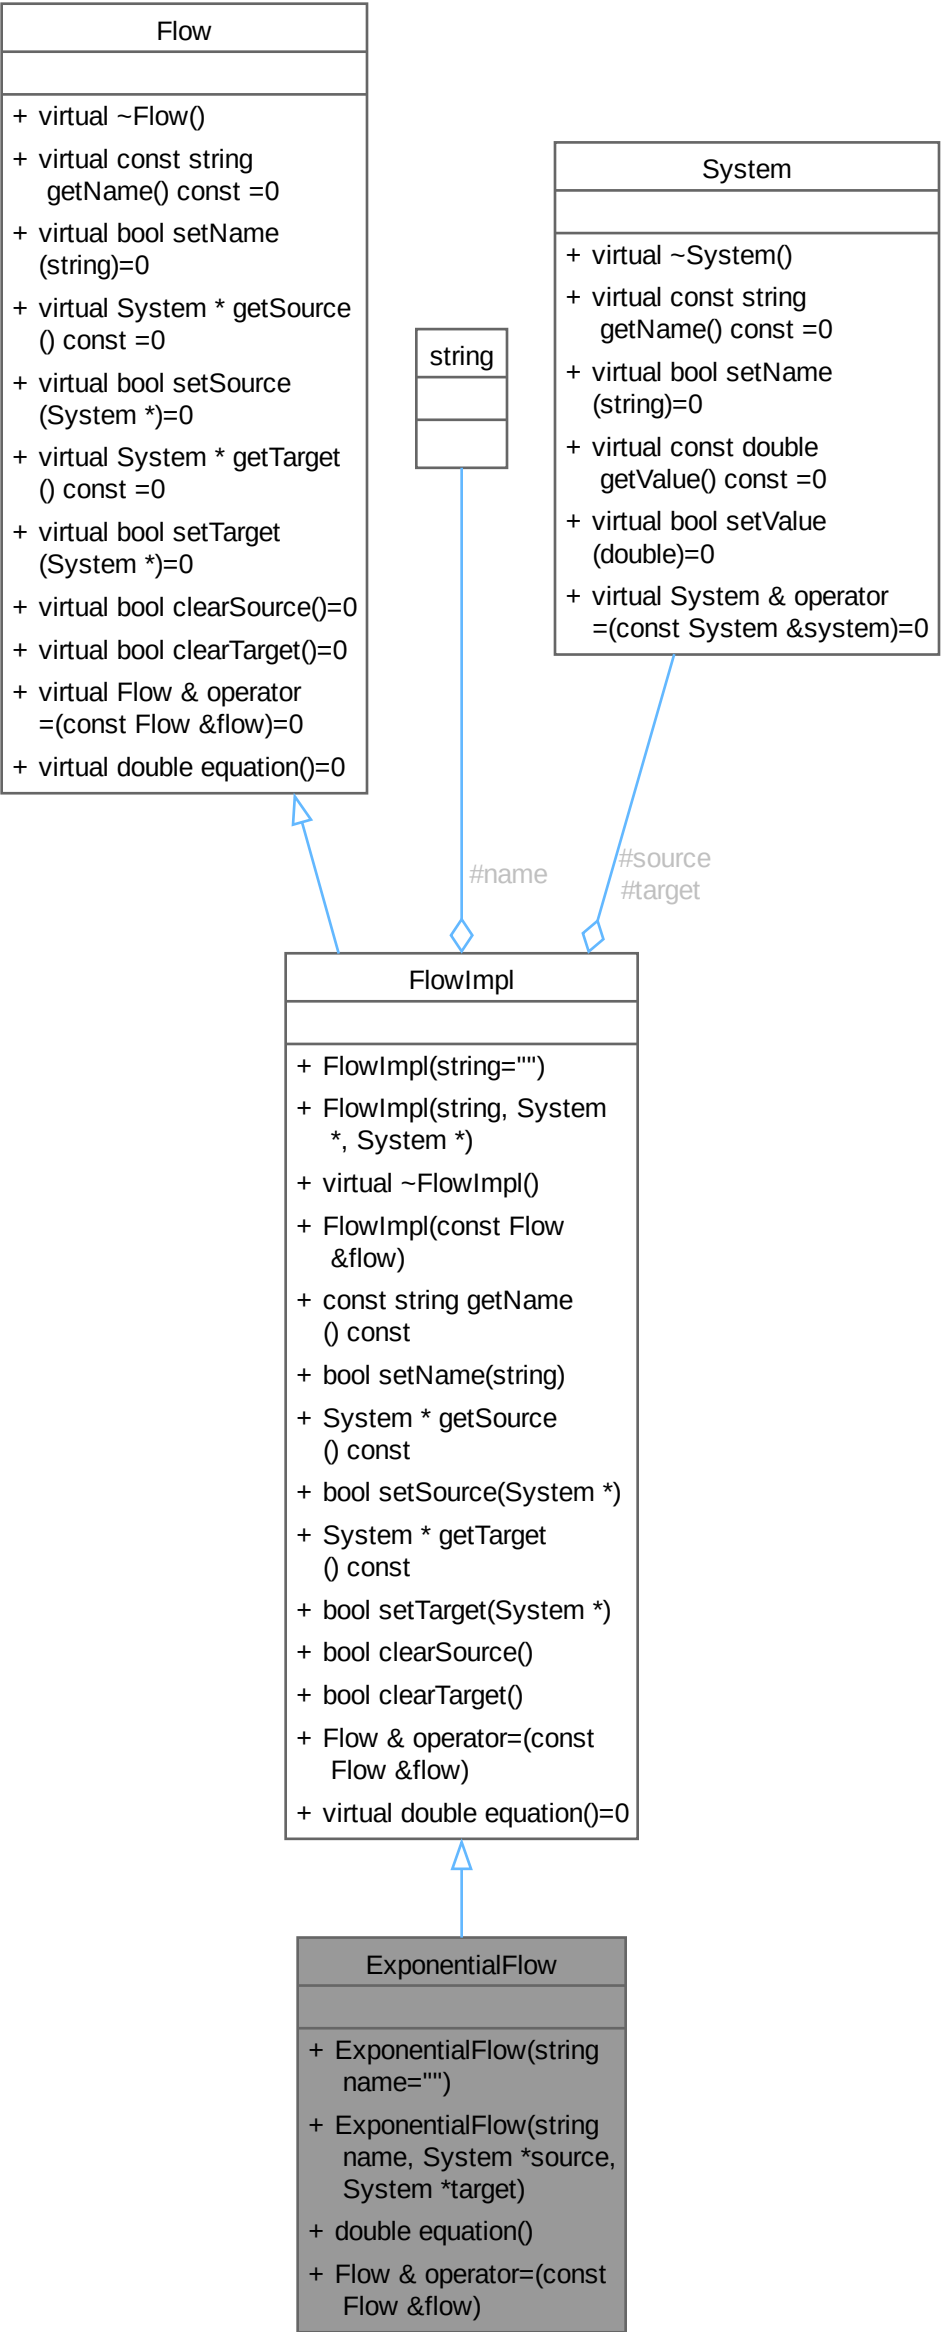 Flow
+ virtual ~Flow()
+ virtual const string
getName() const =0
+ virtual bool setName
(string)=0
+ virtual System * getSource
() const =0
+ virtual bool setSource
(System *)=0
+ virtual System * getTarget
() const =0
+ virtual bool setTarget
(System *)=0
+ virtual bool clearSource()=0
+ virtual bool clearTarget()=0
+ virtual Flow & operator
=(const Flow &flow)=0
+ virtual double equation()=0
string
System
+ virtual ~System()
+ virtual const string
getName() const =0
+ virtual bool setName
(string)=0
+ virtual const double
getValue() const =0
+ virtual bool setValue
(double)=0
+ virtual System & operator
=(const System &system)=0
#name
#source
#target
FlowImpl
+ FlowImpl(string="")
+ FlowImpl(string, System
*, System *)
+ virtual ~FlowImpl()
+ FlowImpl(const Flow
&flow)
+ const string getName
() const
+ bool setName(string)
+ System * getSource
() const
+ bool setSource(System *)
+ System * getTarget
() const
+ bool setTarget(System *)
+ bool clearSource()
+ bool clearTarget()
+ Flow & operator=(const
Flow &flow)
+ virtual double equation()=0
ExponentialFlow
+ ExponentialFlow(string
name="")
+ ExponentialFlow(string
name, System *source,
System *target)
+ double equation()
+ Flow & operator=(const
Flow &flow)